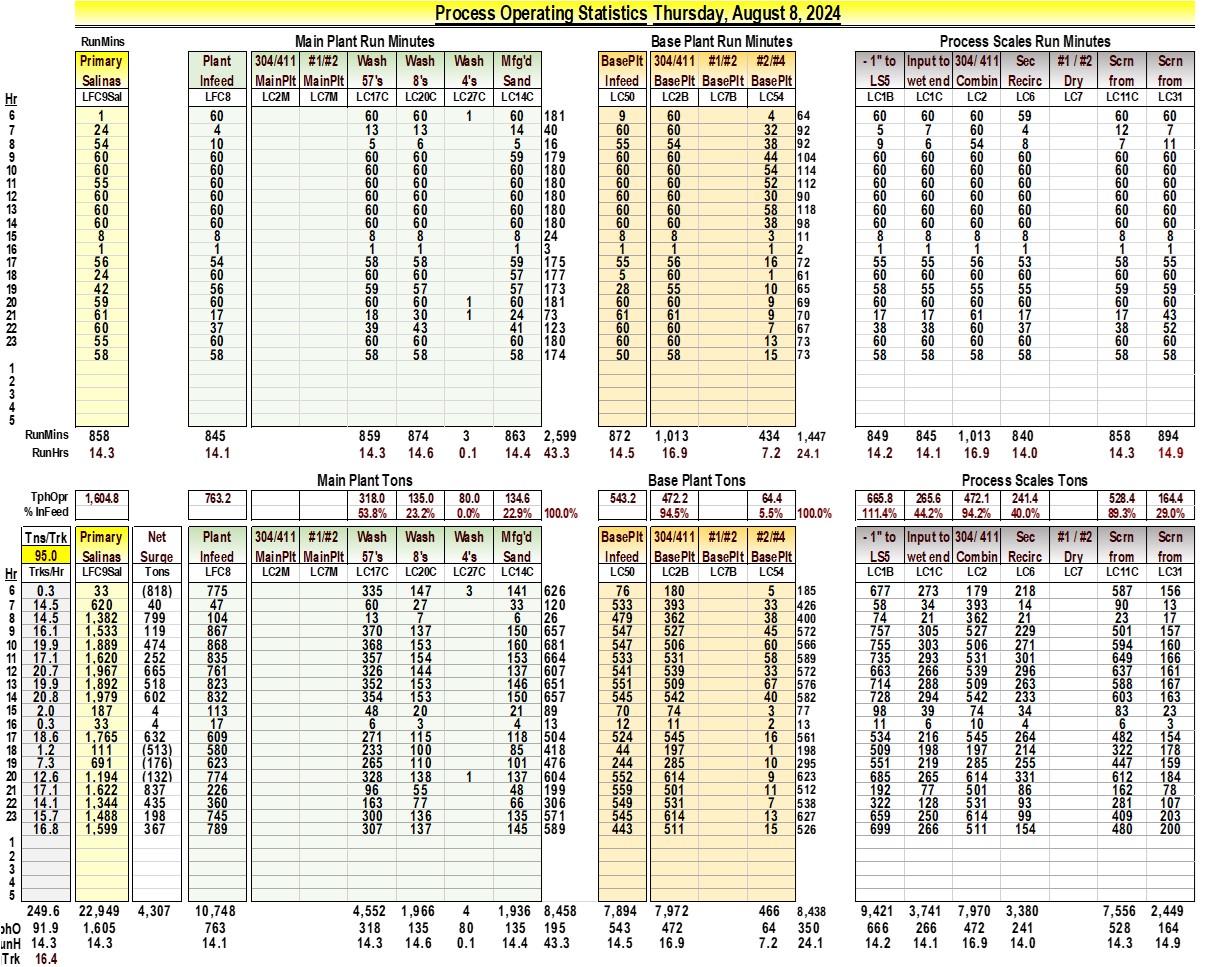 Process Operating Statistics Thursday, August 8, 2024
RunMins Main Plant Run Minutes Base Plant Run Minutes Process Scales Run Minutes
Primary Plant 304/411 #1/#2 Wash Wash Wash Mfg'd BasePlt 304/411 #1/#2 #2/#4 - 1" to Input to 304/ 411 Sec #1 / #2 Scrn Scrn
Salinas Infeed MainPlt MainPlt 57's 8's 4's Sand Infeed BasePlt BasePlt BasePlt LS5 wet end Combin Recirc Dry from from
Hr LFC9Sal LFC8 LC2M LC7M LC17C LC20C LC27C LC14C LC50 LC2B LC7B LC54 LC1B LC1C LC2 LC6 LC7 LC11C LC31
6 1 60 60 60 1 60 181 9 60 4 64 60 60 60 59 60 60
7 24 4 13 13 14 40 60 60 32 92 5 7 60 4 12 7
8 54 10 5 6 5 16 55 54 38 92 9 6 54 8 7 11
9 60 60 60 60 59 179 60 60 44 104 60 60 60 60 60 60
10 60 60 60 60 60 180 60 60 54 114 60 60 60 60 60 60
11 55 60 60 60 60 180 60 60 52 112 60 60 60 60 60 60
12 60 60 60 60 60 180 60 60 30 90 60 60 60 60 60 60
13 60 60 60 60 60 180 60 60 58 118 60 60 60 60 60 60
14 60 60 60 60 60 180 60 60 38 98 60 60 60 60 60 60
15 8 8 8 8 8 24 8 8 3 11 8 8 8 8 8 8
16 1 1 1 1 1 3 1 1 1 2 1 1 1 1 1 1
17 56 54 58 58 59 175 55 56 16 72 55 55 56 53 58 55
18 24 60 60 60 57 177 5 60 1 61 60 60 60 60 60 60
19 42 56 59 57 57 173 28 55 10 65 58 55 55 55 59 59
20 59 60 60 60 1 60 181 60 60 9 69 60 60 60 60 60 60
21 61 17 18 30 1 24 73 61 61 9 70 17 17 61 17 17 43
22 60 37 39 43 41 123 60 60 7 67 38 38 60 37 38 52
23 55 60 60 60 60 180 60 60 13 73 60 60 60 60 60 60
58 58 58 58 58 174 50 58 15 73 58 58 58 58 58 58
1
2
3
4
5
RunMins 858 845 859 874 3 863 2,599 872 1,013 434 1,447 849 845 1,013 840 858 894
RunHrs 14.3 14.1 14.3 14.6 0.1 14.4 43.3 14.5 16.9 7.2 24.1 14.2 14.1 16.9 14.0 14.3 14.9
Main Plant Tons Base Plant Tons Process Scales Tons
TphOpr 1,604.8 763.2 318.0 135.0 80.0 134.6 543.2 472.2 64.4 665.8 265.6 472.1 241.4 528.4 164.4
% InFeed 53.8% 23.2% 0.0% 22.9% 100.0% 94.5% 5.5% 100.0% 111.4% 44.2% 94.2% 40.0% 89.3% 29.0%
Tns/Trk Primary Net Plant 304/411 #1/#2 Wash Wash Wash Mfg'd BasePlt 304/411 #1/#2 #2/#4 - 1" to Input to 304/ 411 Sec #1 / #2 Scrn Scrn
95.0 Salinas Surge Infeed MainPlt MainPlt 57's 8's 4's Sand Infeed BasePlt BasePlt BasePlt LS5 wet end Combin Recirc Dry from from
Hr Trks/Hr LFC9Sal Tons LFC8 LC2M LC7M LC17C LC20C LC27C LC14C LC50 LC2B LC7B LC54 LC1B LC1C LC2 LC6 LC7 LC11C LC31
6 0.3 33 (818) 775 335 147 3 141 626 76 180 5 185 677 273 179 218 587 156
7 14.5 620 40 47 60 27 33 120 533 393 33 426 58 34 393 14 90 13
8 14.5 1,382 799 104 13 7 6 26 479 362 38 400 74 21 362 21 23 17
9 16.1 1,533 119 867 370 137 150 657 547 527 45 572 757 305 527 229 501 157
10 19.9 1,889 474 868 368 153 160 681 547 506 60 566 755 303 506 271 594 160
11 17.1 1,620 252 835 357 154 153 664 533 531 58 589 735 293 531 301 649 166
12 20.7 1,967 665 761 326 144 137 607 541 539 33 572 663 266 539 296 637 161
13 19.9 1,892 518 823 352 153 146 651 551 509 67 576 714 288 509 263 588 167
14 20.8 1,979 602 832 354 153 150 657 545 542 40 582 728 294 542 233 603 163
15 2.0 187 4 113 48 20 21 89 70 74 3 77 98 39 74 34 83 23
16 0.3 33 4 17 6 3 4 13 12 11 2 13 11 6 10 4 6 3
17 18.6 1,765 632 609 271 115 118 504 524 545 16 561 534 216 545 264 482 154
18 1.2 111 (513) 580 233 100 85 418 44 197 1 198 509 198 197 214 322 178
19 7.3 691 (176) 623 265 110 101 476 244 285 10 295 551 219 285 255 447 159
20 12.6 1,194 (132) 774 328 138 1 137 604 552 614 9 623 685 265 614 331 612 184
21 17.1 1,622 837 226 96 55 48 199 559 501 11 512 192 77 501 86 162 78
22 14.1 1,344 435 360 163 77 66 306 549 531 7 538 322 128 531 93 281 107
23 15.7 1,488 198 745 300 136 135 571 545 614 13 627 659 250 614 99 409 203
16.8 1,599 367 789 307 137 145 589 443 511 15 526 699 266 511 154 480 200
1
2
3
4
5
249.6 22,949 4,307 10,748 4,552 1,966 4 1,936 8,458 7,894 7,972 466 8,438 9,421 3,741 7,970 3,380 7,556 2,449
phO 91.9 1,605 763 318 135 80 135 195 543 472 64 350 666 266 472 241 528 164
unH 14.3 14.3 14.1 14.3 14.6 0.1 14.4 43.3 14.5 16.9 7.2 24.1 14.2 14.1 16.9 14.0 14.3 14.9
Trk 16.4